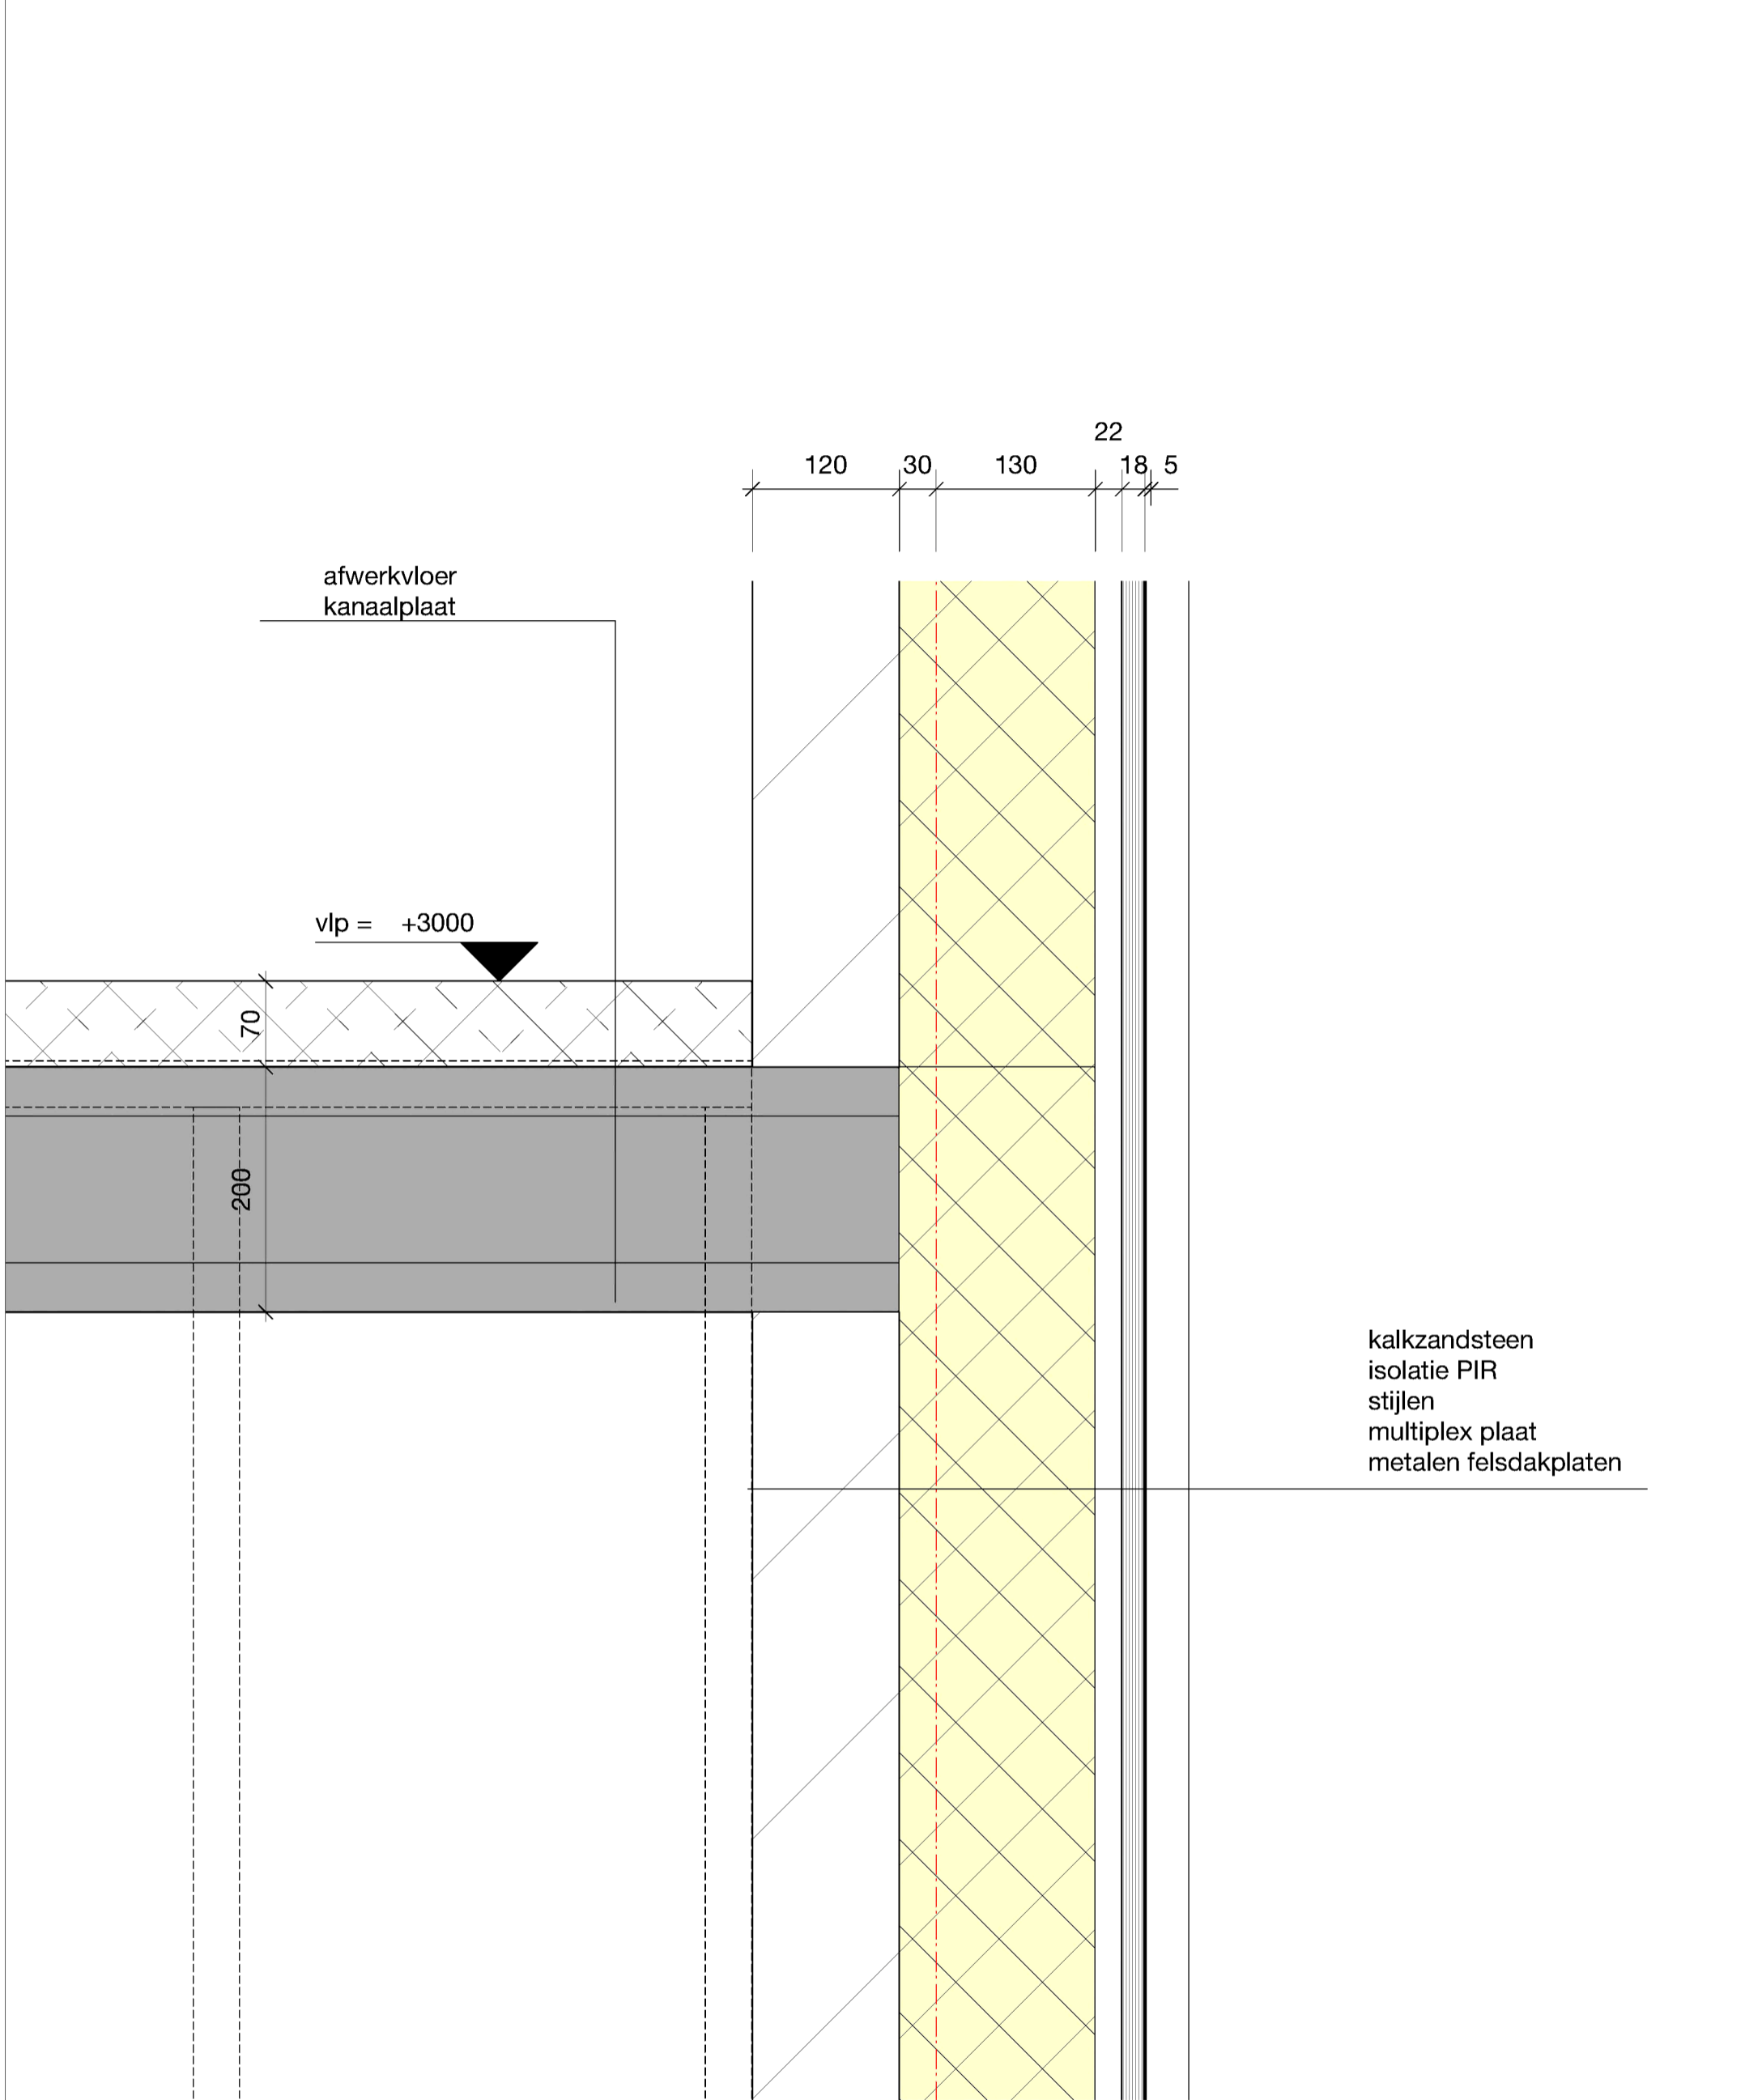 22
120 30 130 18 5
afwerkvloer
kanaalplaat
vlp = +3000
70
200
kalkzandsteen
isolatie PIR
stijlen
multiplex plaat
metalen felsdakplaten